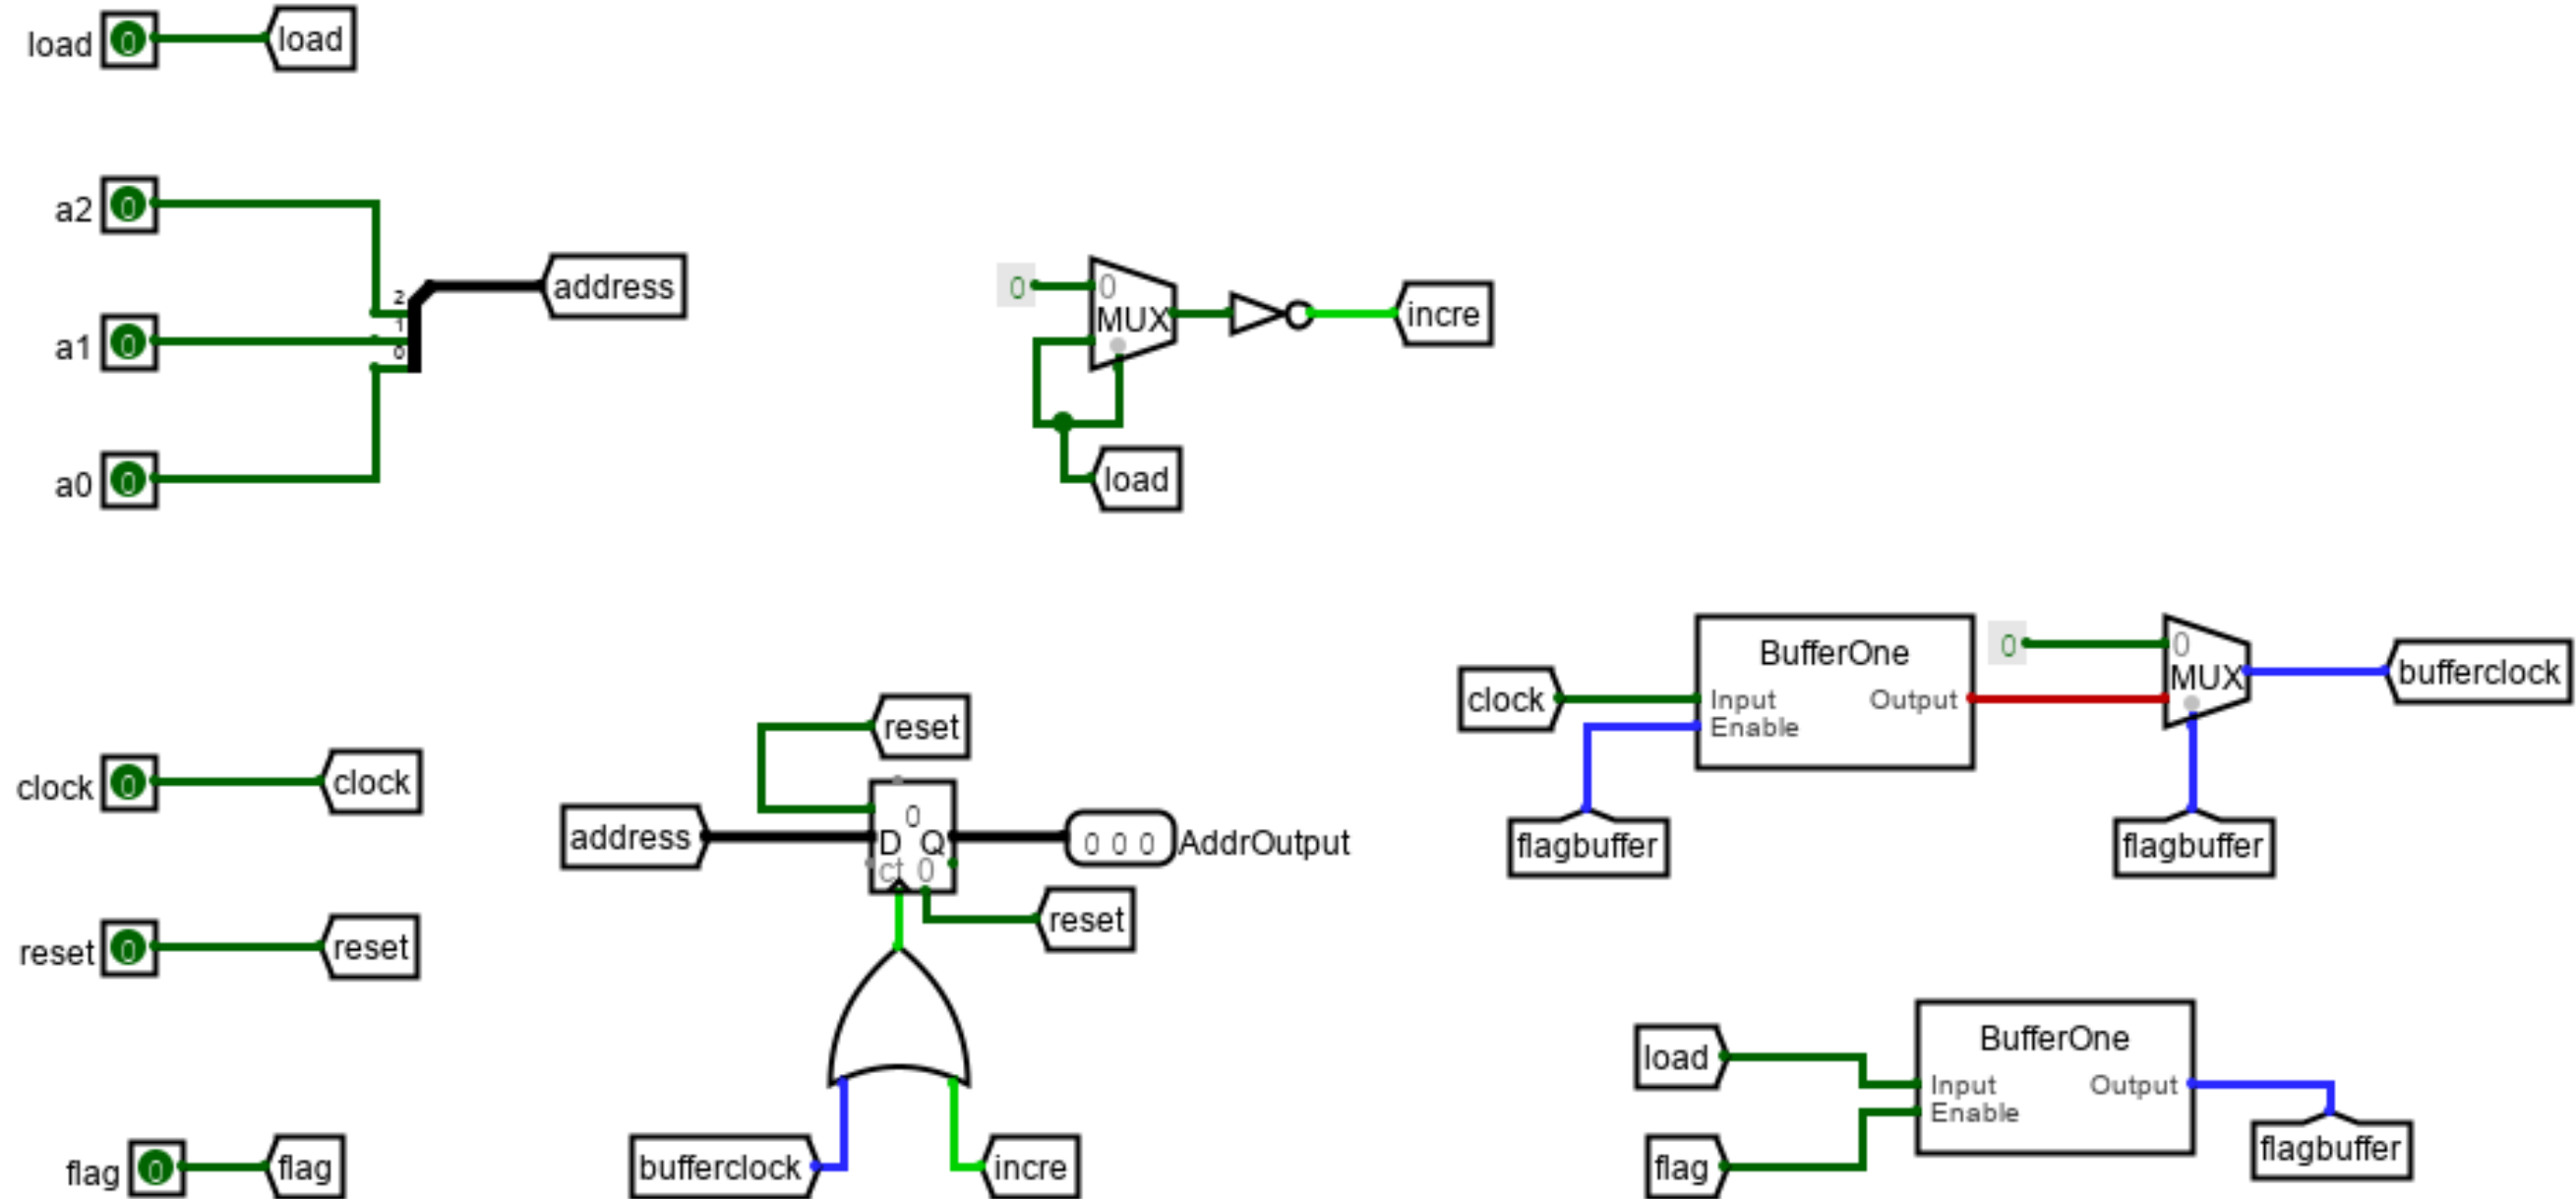 load 0 load
a2 0
a1 0
a0 0
2
1
0
address
0 0
MUX
incre
load
clock 0 clock
reset 0 reset
flag 0 flag
reset
address
0
D Q
ct 0
0 0 0 AddrOutput
reset
bufferclock
incre
clock
BufferOne
Input Output
Enable
flagbuffer
0 0
MUX
bufferclock
flagbuffer
load
flag
BufferOne
Input Output
Enable
flagbuffer